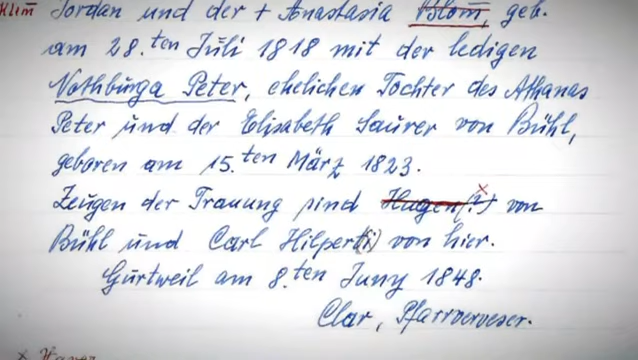 Klim Jordan und der + Anastasia Blom, geb.
am 28.ten Juli 1818 mit der ledigen
Nothburga Peter, ehelichen Tochter des Athanas
Peter und der Elisabeth Saurer von Bühl,
geboren am 15.ten März 1823.
Zeugen der Trauung sind Hugen(?) x von
Bühl und Carl Hilpert(i) von hier.
Gurtweil am 8.ten Juny 1848.
Clar, Pfarrverweser.